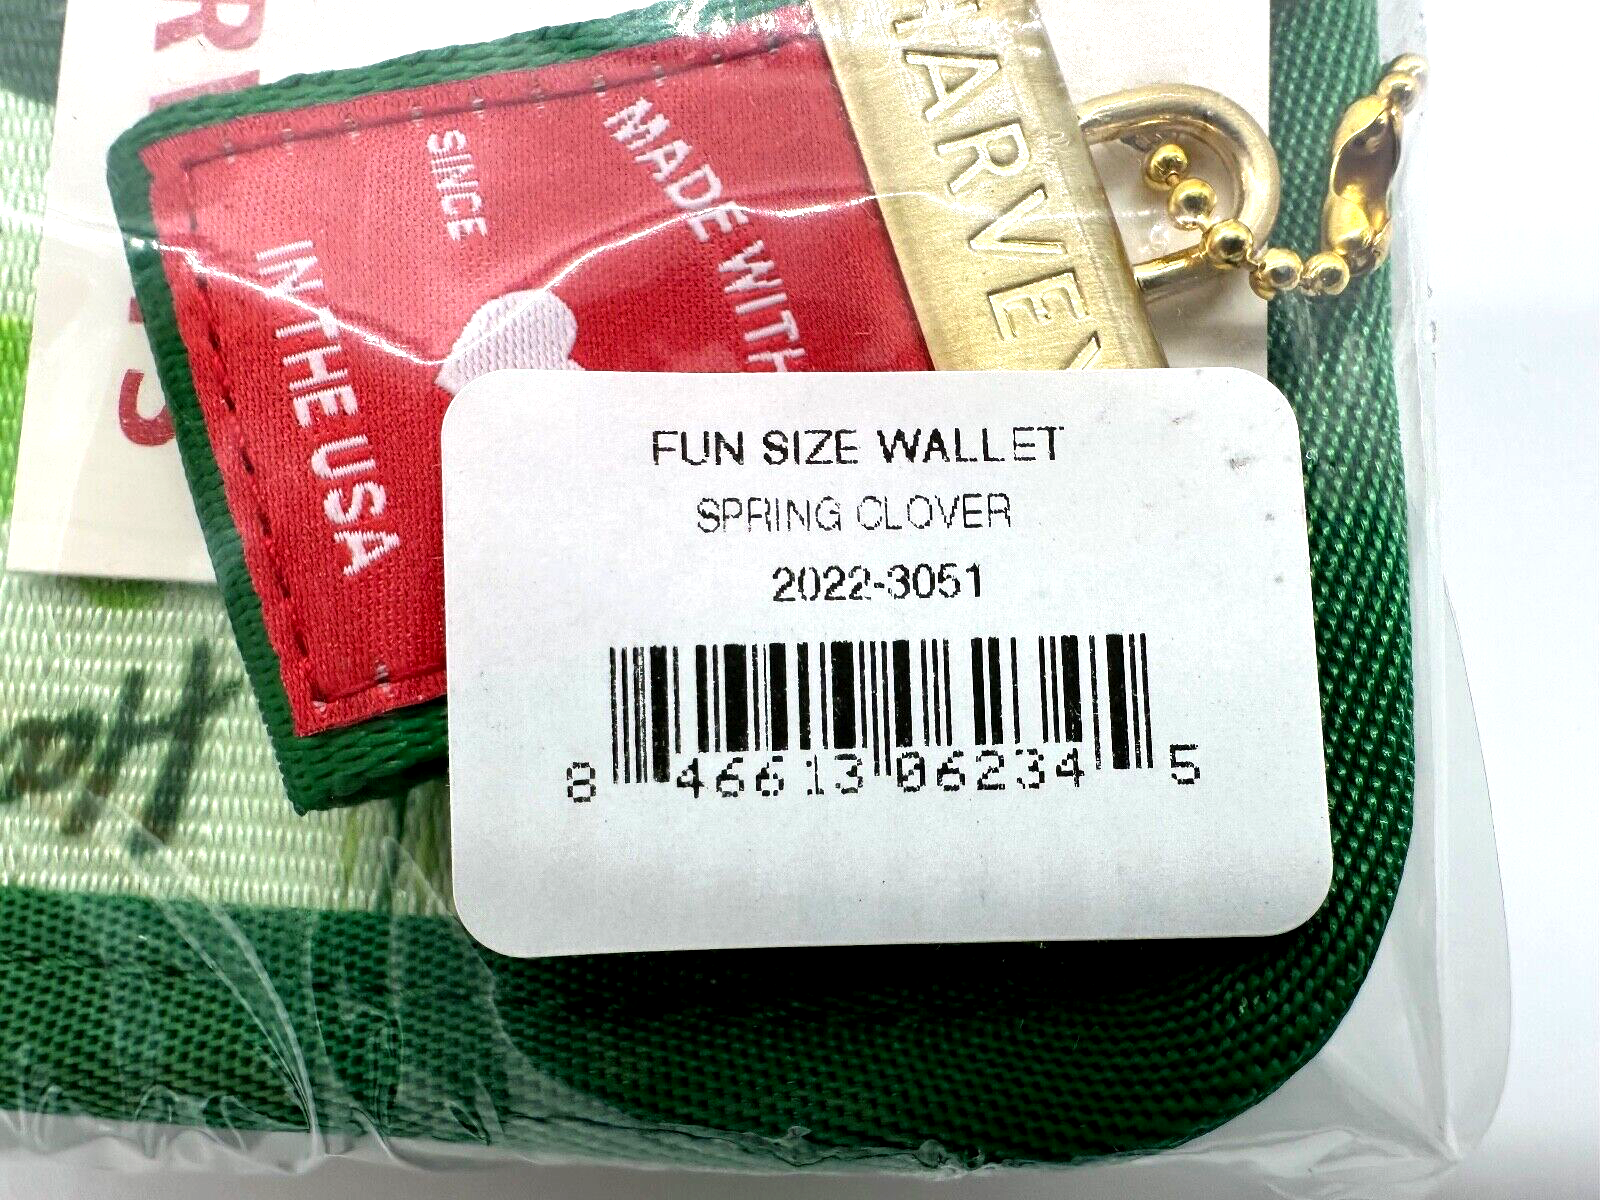 MADE WITH
SINCE
IN THE USA
HARVEY
FUN SIZE WALLET
SPRING CLOVER
2022-3051
8 46613 06234 5